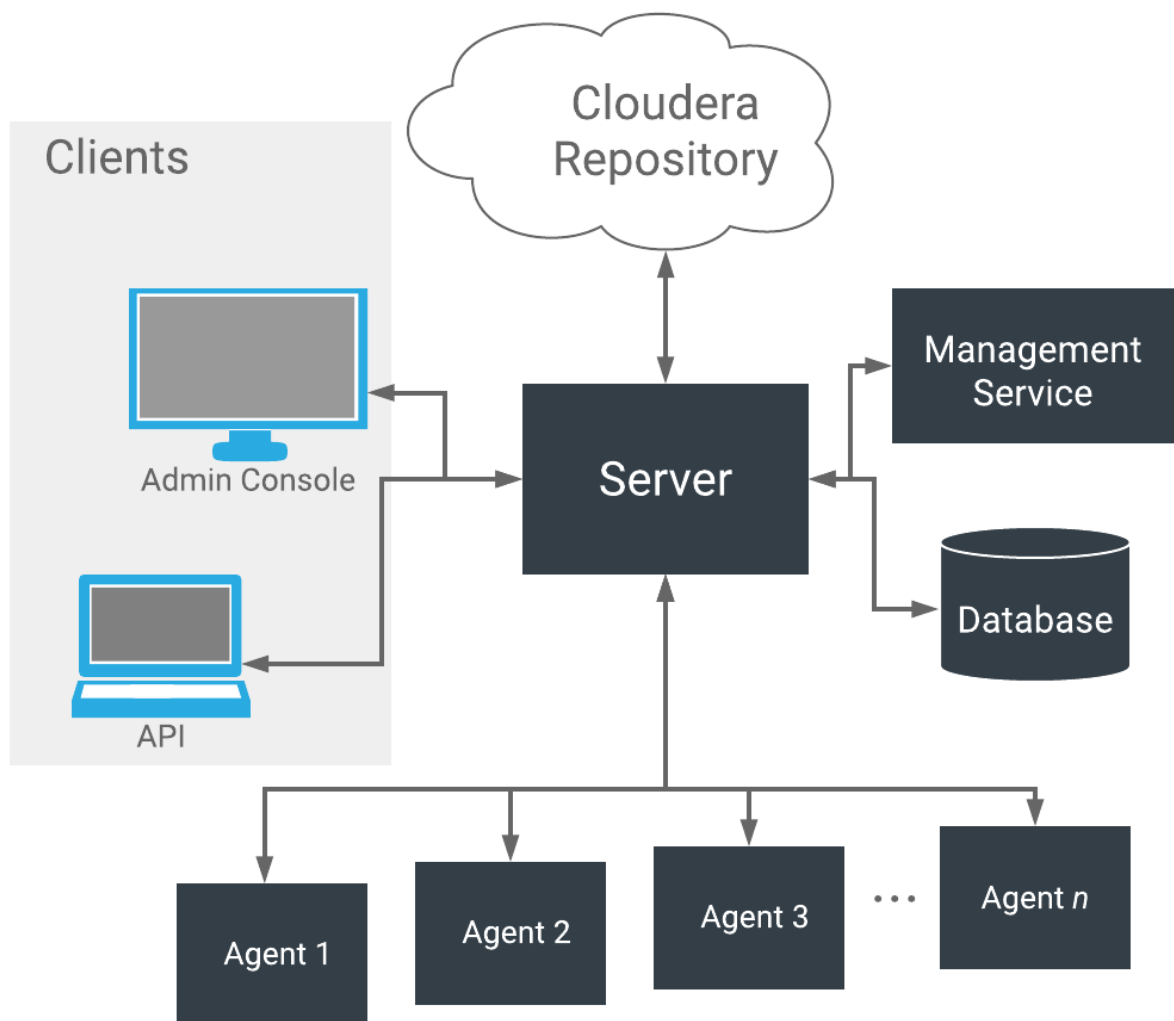 Cloudera
Repository
Clients
Management
Service
Server
Admin Console
Database
API
Agent 1
Agent 2
Agent 3
...
Agent n